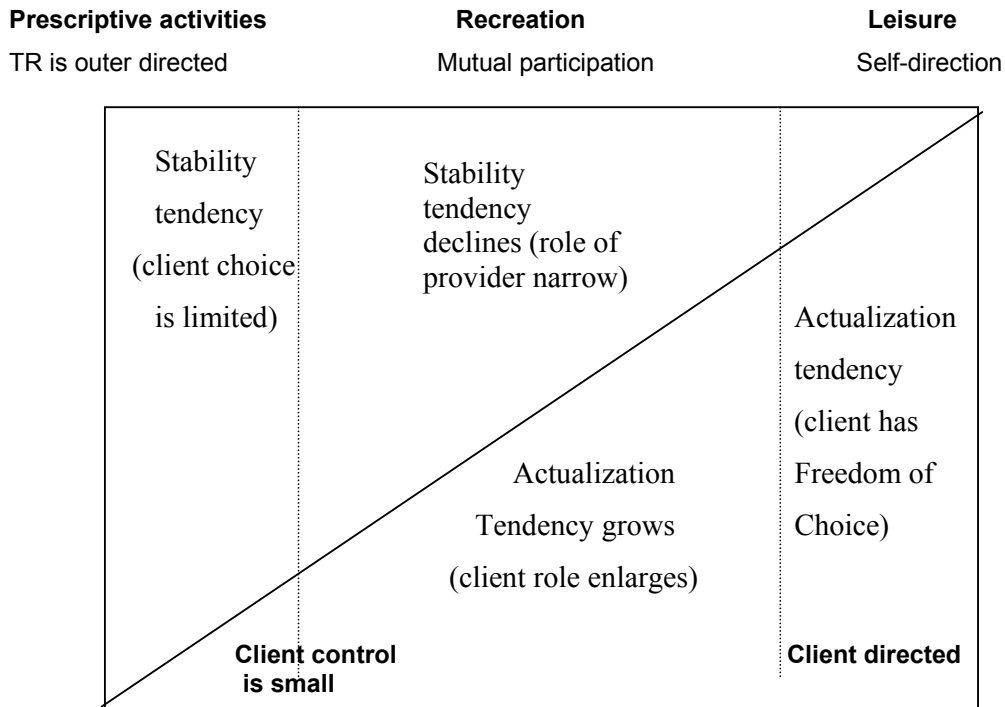 Prescriptive activities
Recreation
Leisure
TR is outer directed
Mutual participation
Self-direction
Stability
tendency
(client choice
is limited)
Stability
tendency
declines (role of
provider narrow)
Actualization
tendency
(client has
Freedom of
Choice)
Actualization
Tendency grows
(client role enlarges)
Client control
is small
Client directed